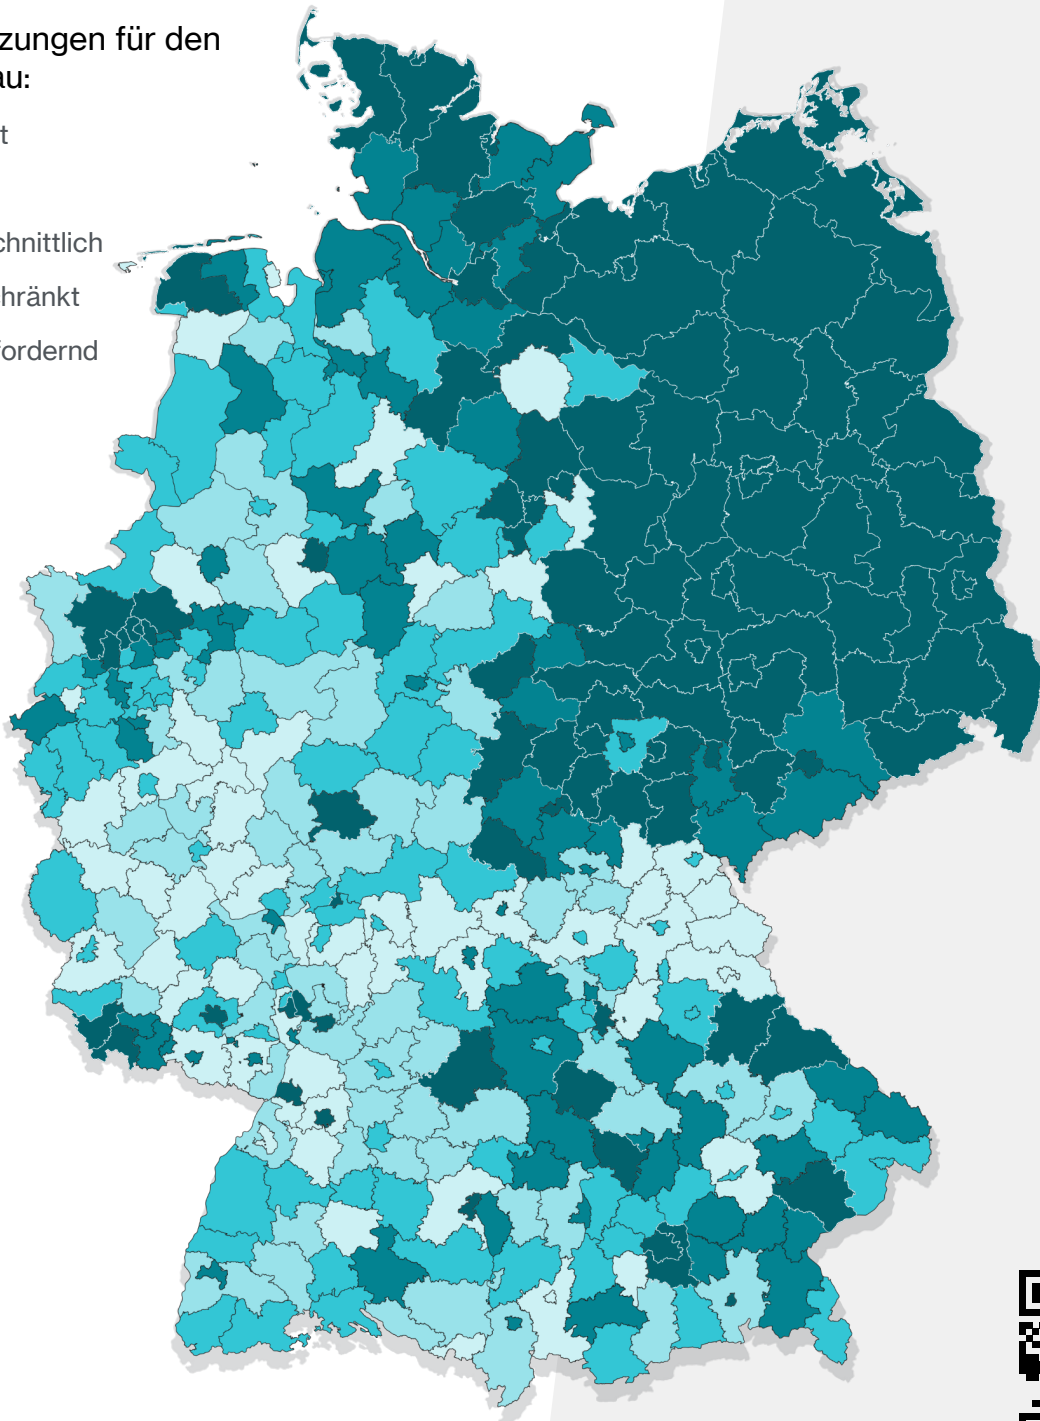 zungen für den
au:
t
chnittlich
hränkt
fordernd